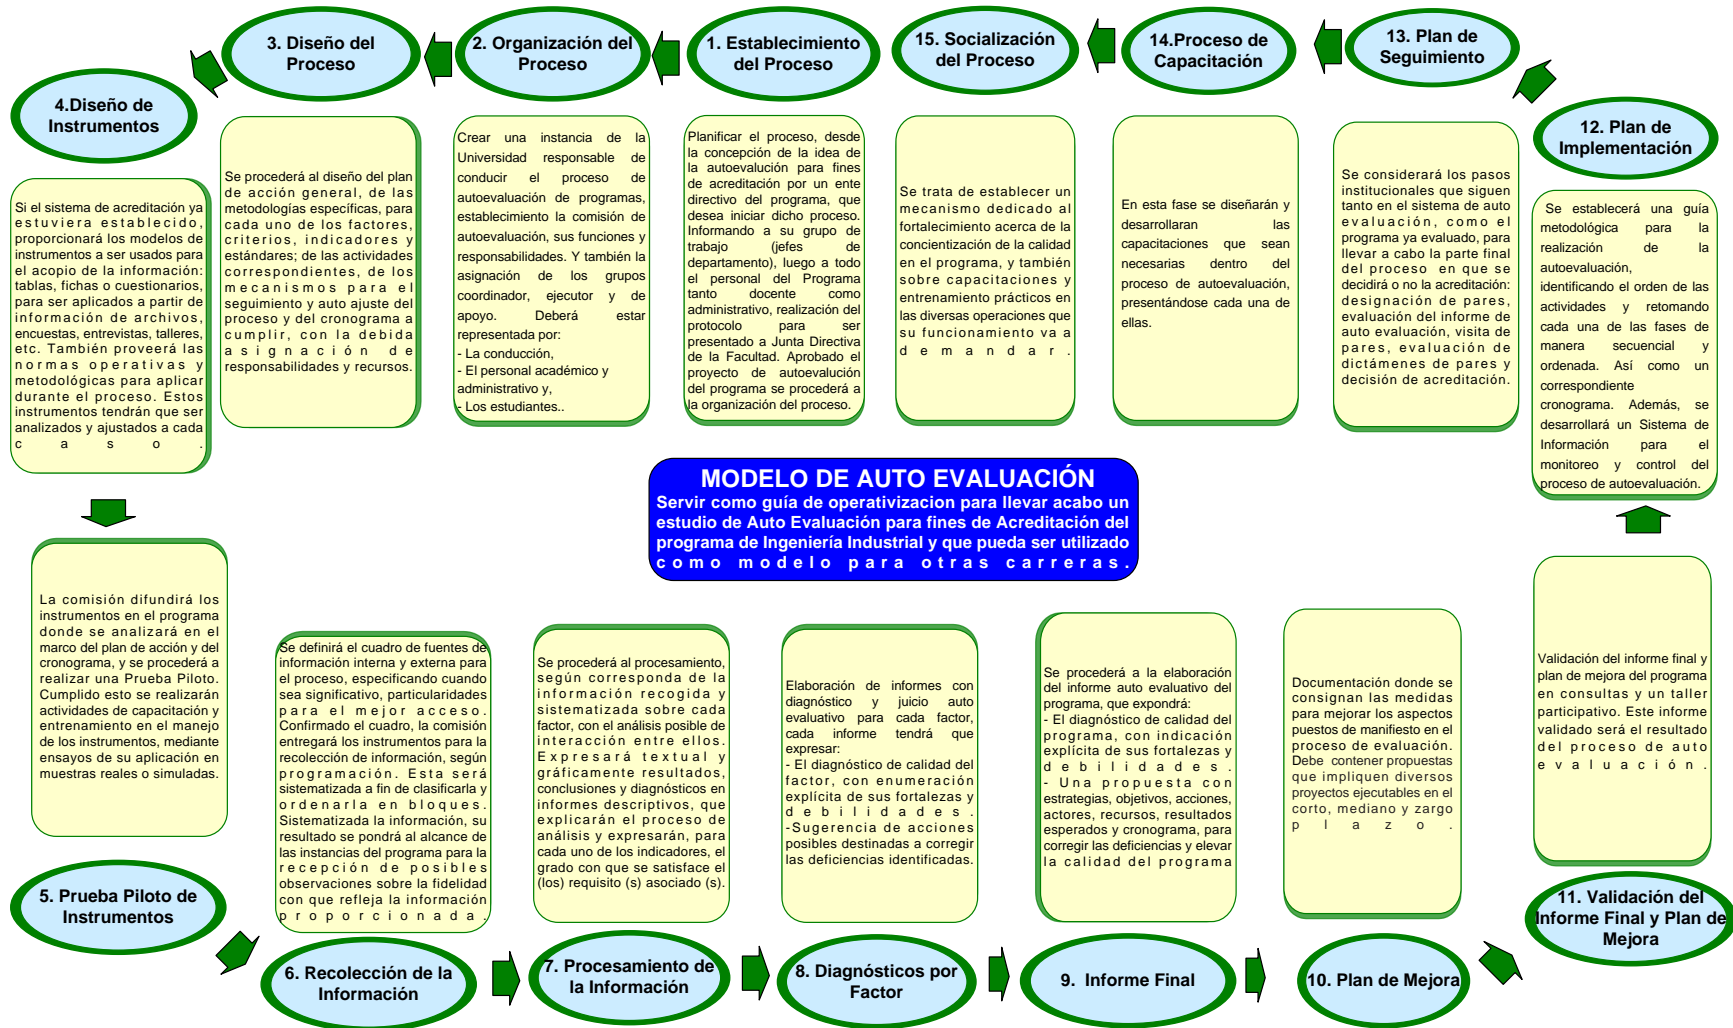 3. Diseño del
Proceso
2. Organización del
Proceso
1. Establecimiento
del Proceso
15. Socialización
del Proceso
14.Proceso de
Capacitación
13. Plan de
Seguimiento
4.Diseño de
Instrumentos
12. Plan de
Implementación
Si el sistema de acreditación ya
estuviera establecido,
proporcionará los modelos de
instrumentos a ser usados para
el acopio de la información:
tablas, fichas o cuestionarios,
para ser aplicados a partir de
información de archivos,
encuestas, entrevistas, talleres,
etc. También proveerá las
normas operativas y
metodológicas para aplicar
durante el proceso. Estos
instrumentos tendrán que ser
analizados y ajustados a cada
caso.
Se procederá al diseño del plan
de acción general, de las
metodologías específicas, para
cada uno de los factores,
criterios, indicadores y
estándares; de las actividades
correspondientes, de los
mecanismos para el
seguimiento y auto ajuste del
proceso y del cronograma a
cumplir, con la debida
asignación de
responsabilidades y recursos.
Crear una instancia de la
Universidad responsable de
conducir el proceso de
autoevaluación de programas,
establecimiento la comisión de
autoevaluación, sus funciones y
responsabilidades. Y también la
asignación de los grupos
coordinador, ejecutor y de
apoyo. Deberá estar
representada por:
- La conducción,
- El personal académico y
administrativo y,
- Los estudiantes..
Planificar el proceso, desde
la concepción de la idea de
la autoevalución para fines
de acreditación por un ente
directivo del programa, que
desea iniciar dicho proceso.
Informando a su grupo de
trabajo (jefes de
departamento), luego a todo
el personal del Programa
tanto docente como
administrativo, realización del
protocolo para ser
presentado a Junta Directiva
de la Facultad. Aprobado el
proyecto de autoevalución
del programa se procederá a
la organización del proceso.
Se trata de establecer un
mecanismo dedicado al
fortalecimiento acerca de la
concientización de la calidad
en el programa, y también
sobre capacitaciones y
entrenamiento prácticos en
las diversas operaciones que
su funcionamiento va a
demandar.
En esta fase se diseñarán y
desarrollaran las
capacitaciones que sean
necesarias dentro del
proceso de autoevaluación,
presentándose cada una de
ellas.
Se considerará los pasos
institucionales que siguen
tanto en el sistema de auto
evaluación, como el
programa ya evaluado, para
llevar a cabo la parte final
del proceso en que se
decidirá o no la acreditación:
designación de pares,
evaluación del informe de
auto evaluación, visita de
pares, evaluación de
dictámenes de pares y
decisión de acreditación.
Se establecerá una guía
metodológica para la
realización de la
autoevaluación,
identificando el orden de las
actividades y retomando
cada una de las fases de
manera secuencial y
ordenada. Así como un
correspondiente
cronograma. Además, se
desarrollará un Sistema de
Información para el
monitoreo y control del
proceso de autoevaluación.
MODELO DE AUTO EVALUACIÓN
Servir como guía de operativizacion para llevar acabo un
estudio de Auto Evaluación para fines de Acreditación del
programa de Ingeniería Industrial y que pueda ser utilizado
como modelo para otras carreras.
La comisión difundirá los
instrumentos en el programa
donde se analizará en el
marco del plan de acción y del
cronograma, y se procederá a
realizar una Prueba Piloto.
Cumplido esto se realizarán
actividades de capacitación y
entrenamiento en el manejo
de los instrumentos, mediante
ensayos de su aplicación en
muestras reales o simuladas.
Se definirá el cuadro de fuentes de
información interna y externa para
el proceso, especificando cuando
sea significativo, particularidades
para el mejor acceso.
Confirmado el cuadro, la comisión
entregará los instrumentos para la
recolección de información, según
programación. Esta será
sistematizada a fin de clasificarla y
ordenarla en bloques.
Sistematizada la información, su
resultado se pondrá al alcance de
las instancias del programa para la
recepción de posibles
observaciones sobre la fidelidad
con que refleja la información
proporcionada.
Se procederá al procesamiento,
según corresponda de la
información recogida y
sistematizada sobre cada
factor, con el análisis posible de
interacción entre ellos.
Expresará textual y
gráficamente resultados,
conclusiones y diagnósticos en
informes descriptivos, que
explicarán el proceso de
análisis y expresarán, para
cada uno de los indicadores, el
grado con que se satisface el
(los) requisito (s) asociado (s).
Elaboración de informes con
diagnóstico y juicio auto
evaluativo para cada factor,
cada informe tendrá que
expresar:
- El diagnóstico de calidad del
factor, con enumeración
explícita de sus fortalezas y
debilidades.
-Sugerencia de acciones
posibles destinadas a corregir
las deficiencias identificadas.
Se procederá a la elaboración
del informe auto evaluativo del
programa, que expondrá:
- El diagnóstico de calidad del
programa, con indicación
explícita de sus fortalezas y
debilidades.
- Una propuesta con
estrategias, objetivos, acciones,
actores, recursos, resultados
esperados y cronograma, para
corregir las deficiencias y elevar
la calidad del programa
Documentación donde se
consignan las medidas
para mejorar los aspectos
puestos de manifiesto en el
proceso de evaluación.
Debe contener propuestas
que impliquen diversos
proyectos ejecutables en el
corto, mediano y zargo
plazo.
Validación del informe final y
plan de mejora del programa
en consultas y un taller
participativo. Este informe
validado será el resultado
del proceso de auto
evaluación.
5. Prueba Piloto de
Instrumentos
6. Recolección de la
Información
7. Procesamiento de
la Información
8. Diagnósticos por
Factor
9. Informe Final
10. Plan de Mejora
11. Validación del
Informe Final y Plan de
Mejora